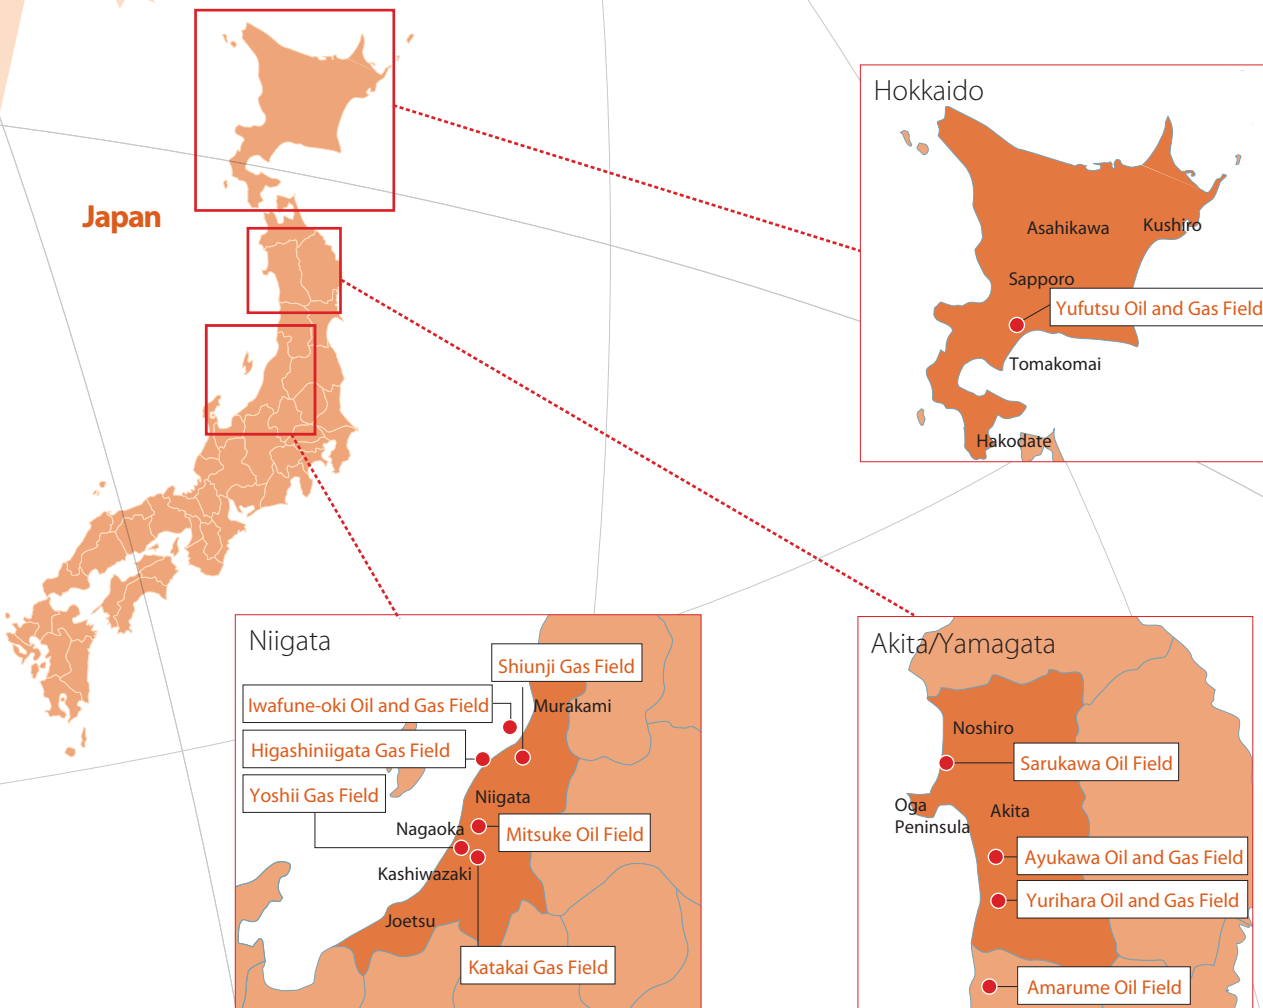 Japan
Hokkaido
Asahikawa
Kushiro
Sapporo
Yufutsu Oil and Gas Field
Tomakomai
Hakodate
Niigata
Shiunji Gas Field
Iwafune-oki Oil and Gas Field
Murakami
Higashiniigata Gas Field
Yoshii Gas Field
Niigata
Nagaoka
Mitsuke Oil Field
Kashiwazaki
Joetsu
Katakai Gas Field
Akita/Yamagata
Noshiro
Sarukawa Oil Field
Oga
Peninsula
Akita
Ayukawa Oil and Gas Field
Yurihara Oil and Gas Field
Amarume Oil Field